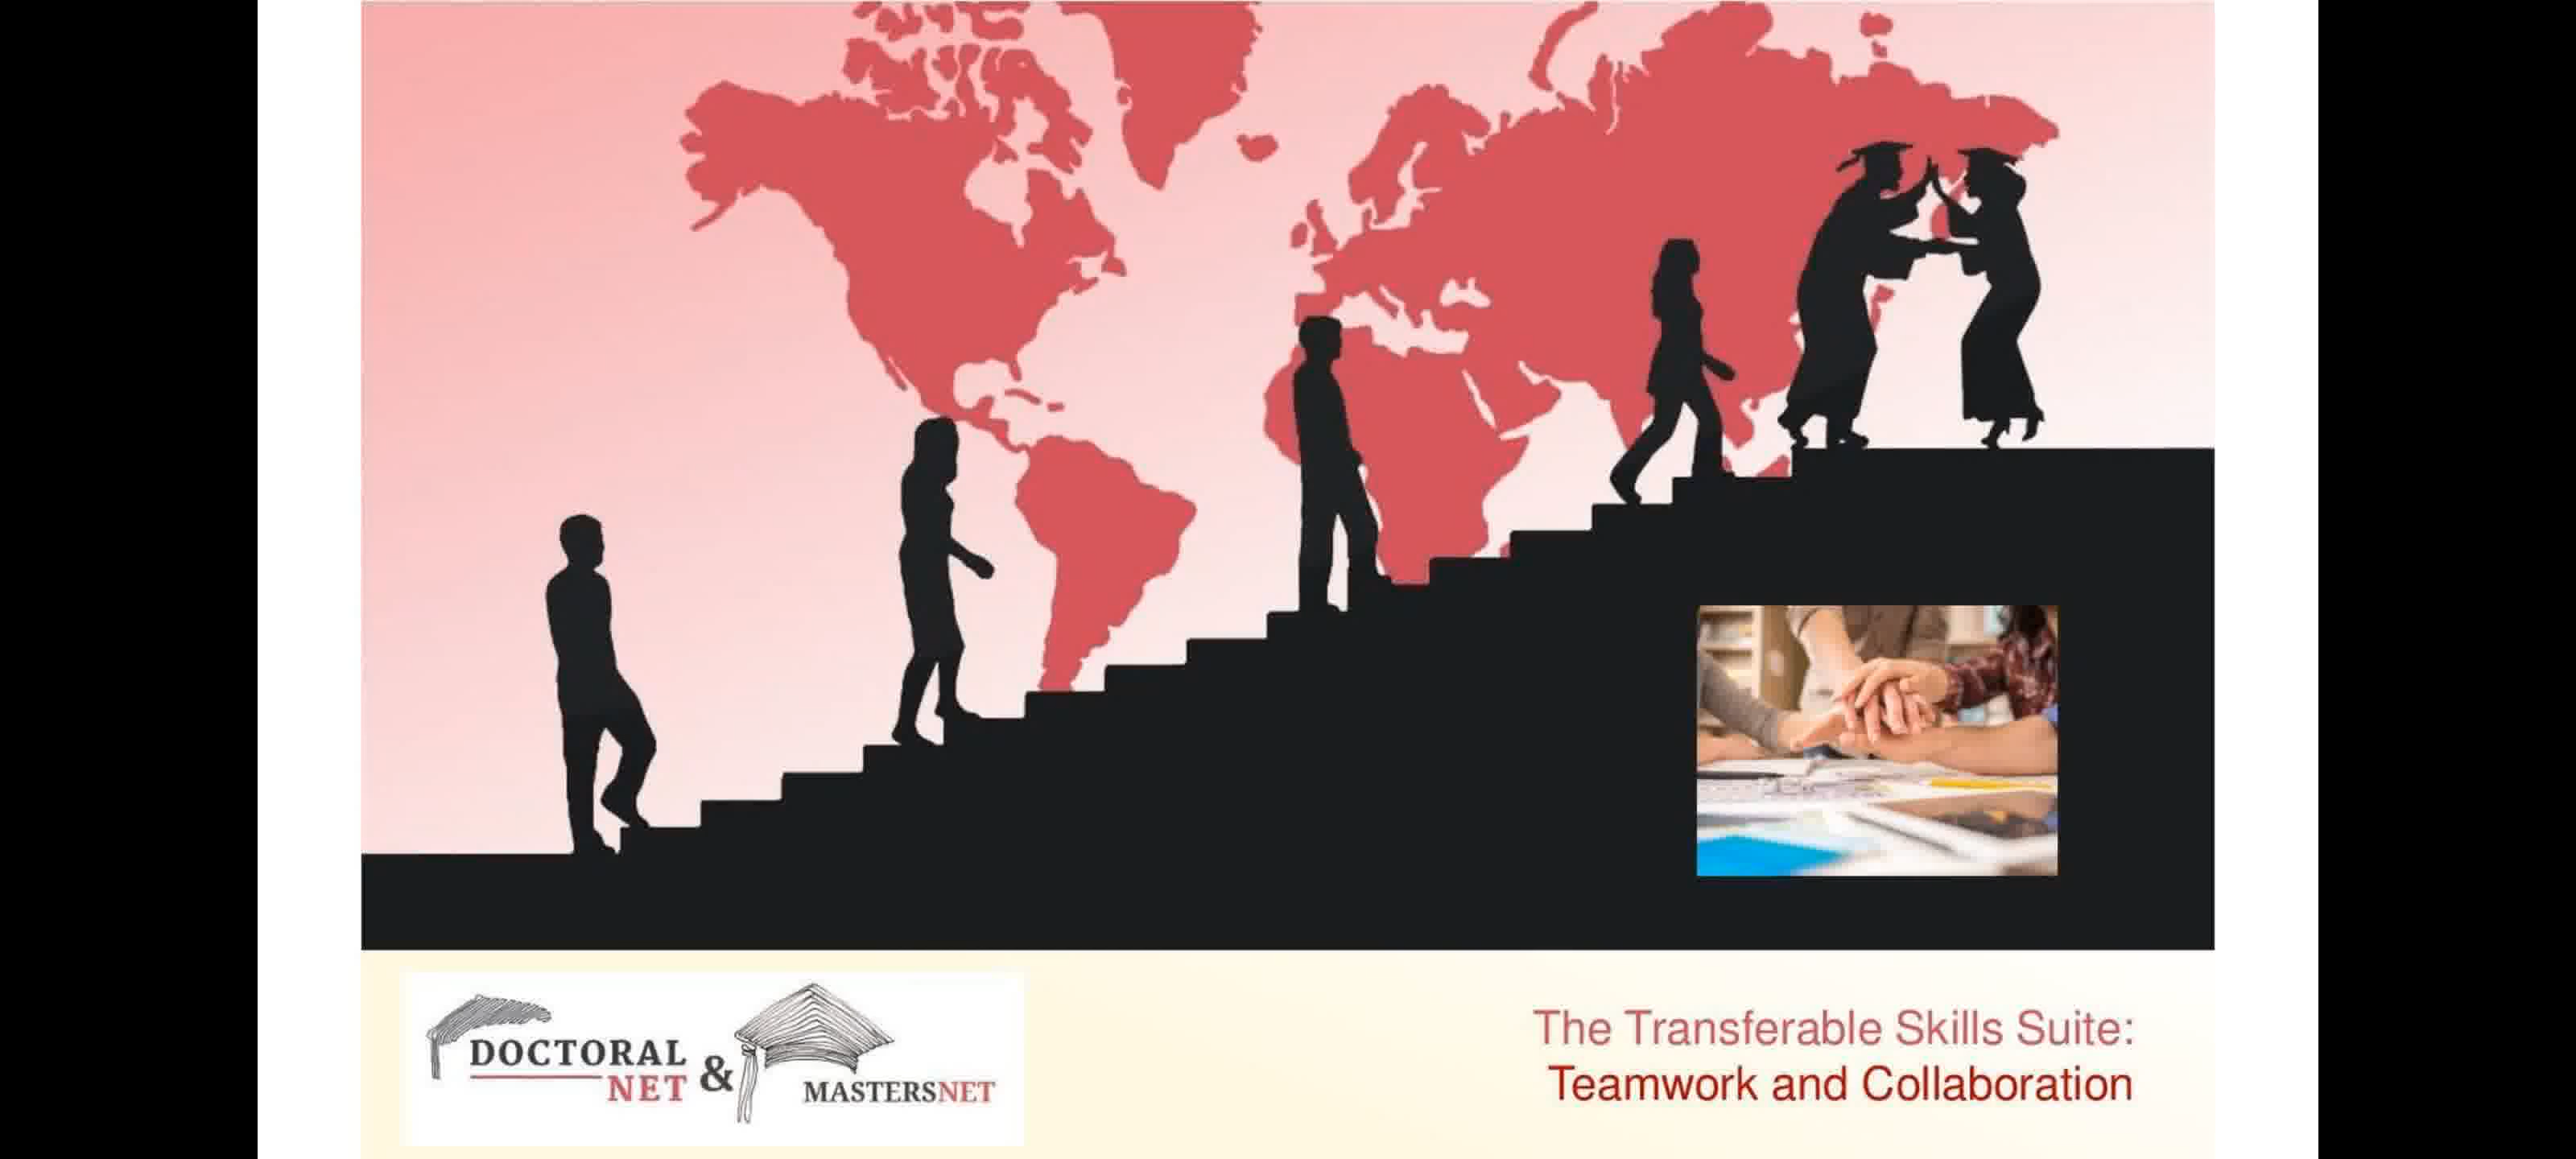 DOCTORAL
NET
&
MASTERSNET
The Transferable Skills Suite:
Teamwork and Collaboration